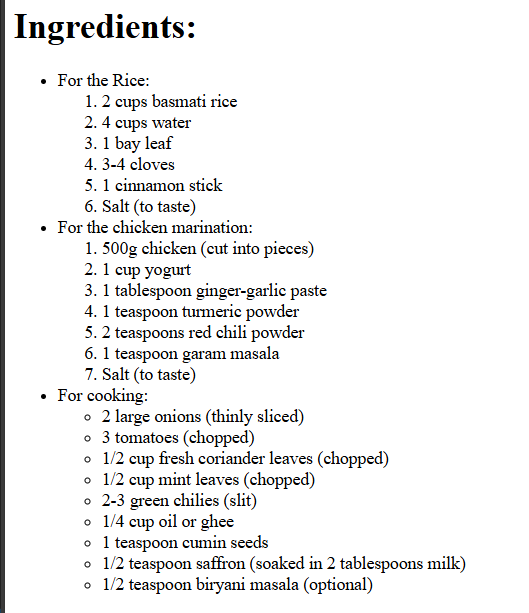 Ingredients:
• For the Rice:
1. 2 cups basmati rice
2. 4 cups water
3. 1 bay leaf
4. 3-4 cloves
5. 1 cinnamon stick
6. Salt (to taste)
• For the chicken marination:
1. 500g chicken (cut into pieces)
2. 1 cup yogurt
3. 1 tablespoon ginger-garlic paste
4. 1 teaspoon turmeric powder
5. 2 teaspoons red chili powder
6. 1 teaspoon garam masala
7. Salt (to taste)
• For cooking:
◦ 2 large onions (thinly sliced)
◦ 3 tomatoes (chopped)
◦ 1/2 cup fresh coriander leaves (chopped)
◦ 1/2 cup mint leaves (chopped)
◦ 2-3 green chilies (slit)
◦ 1/4 cup oil or ghee
◦ 1 teaspoon cumin seeds
◦ 1/2 teaspoon saffron (soaked in 2 tablespoons milk)
◦ 1/2 teaspoon biryani masala (optional)